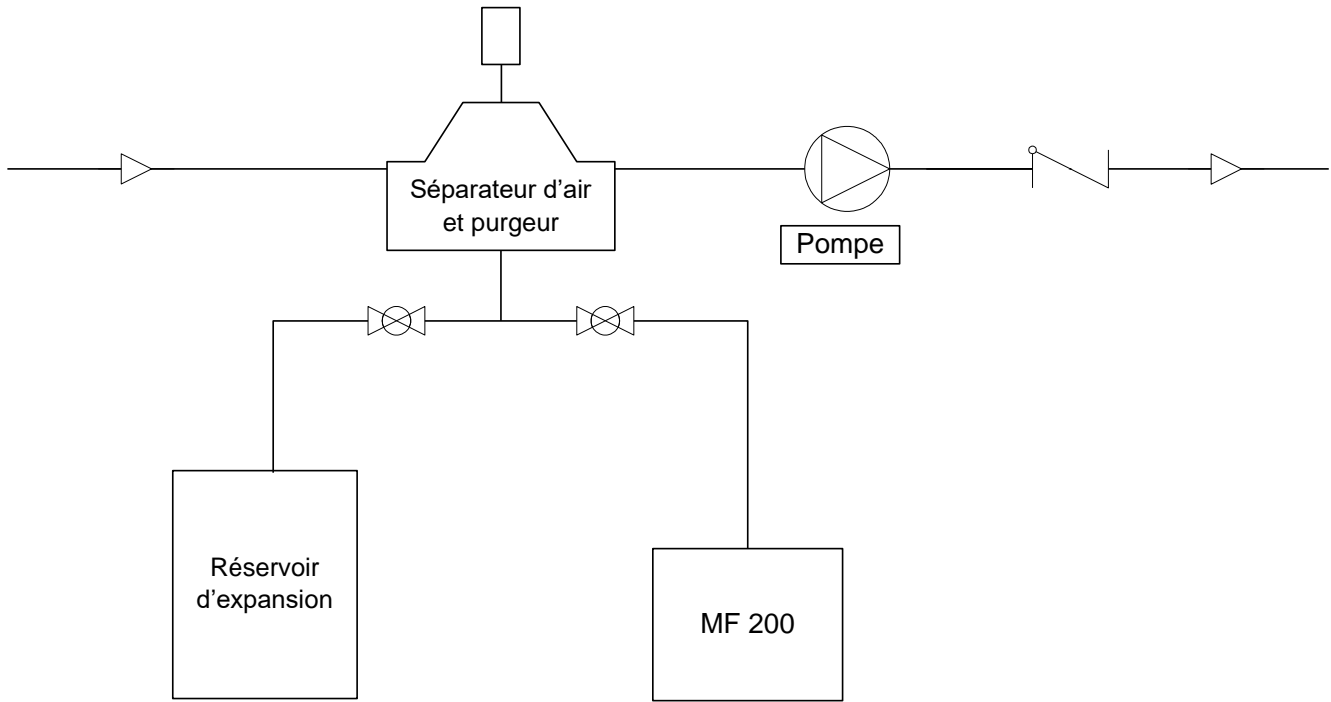 Séparateur d'air
et purgeur
Pompe
Réservoir
d'expansion
MF 200